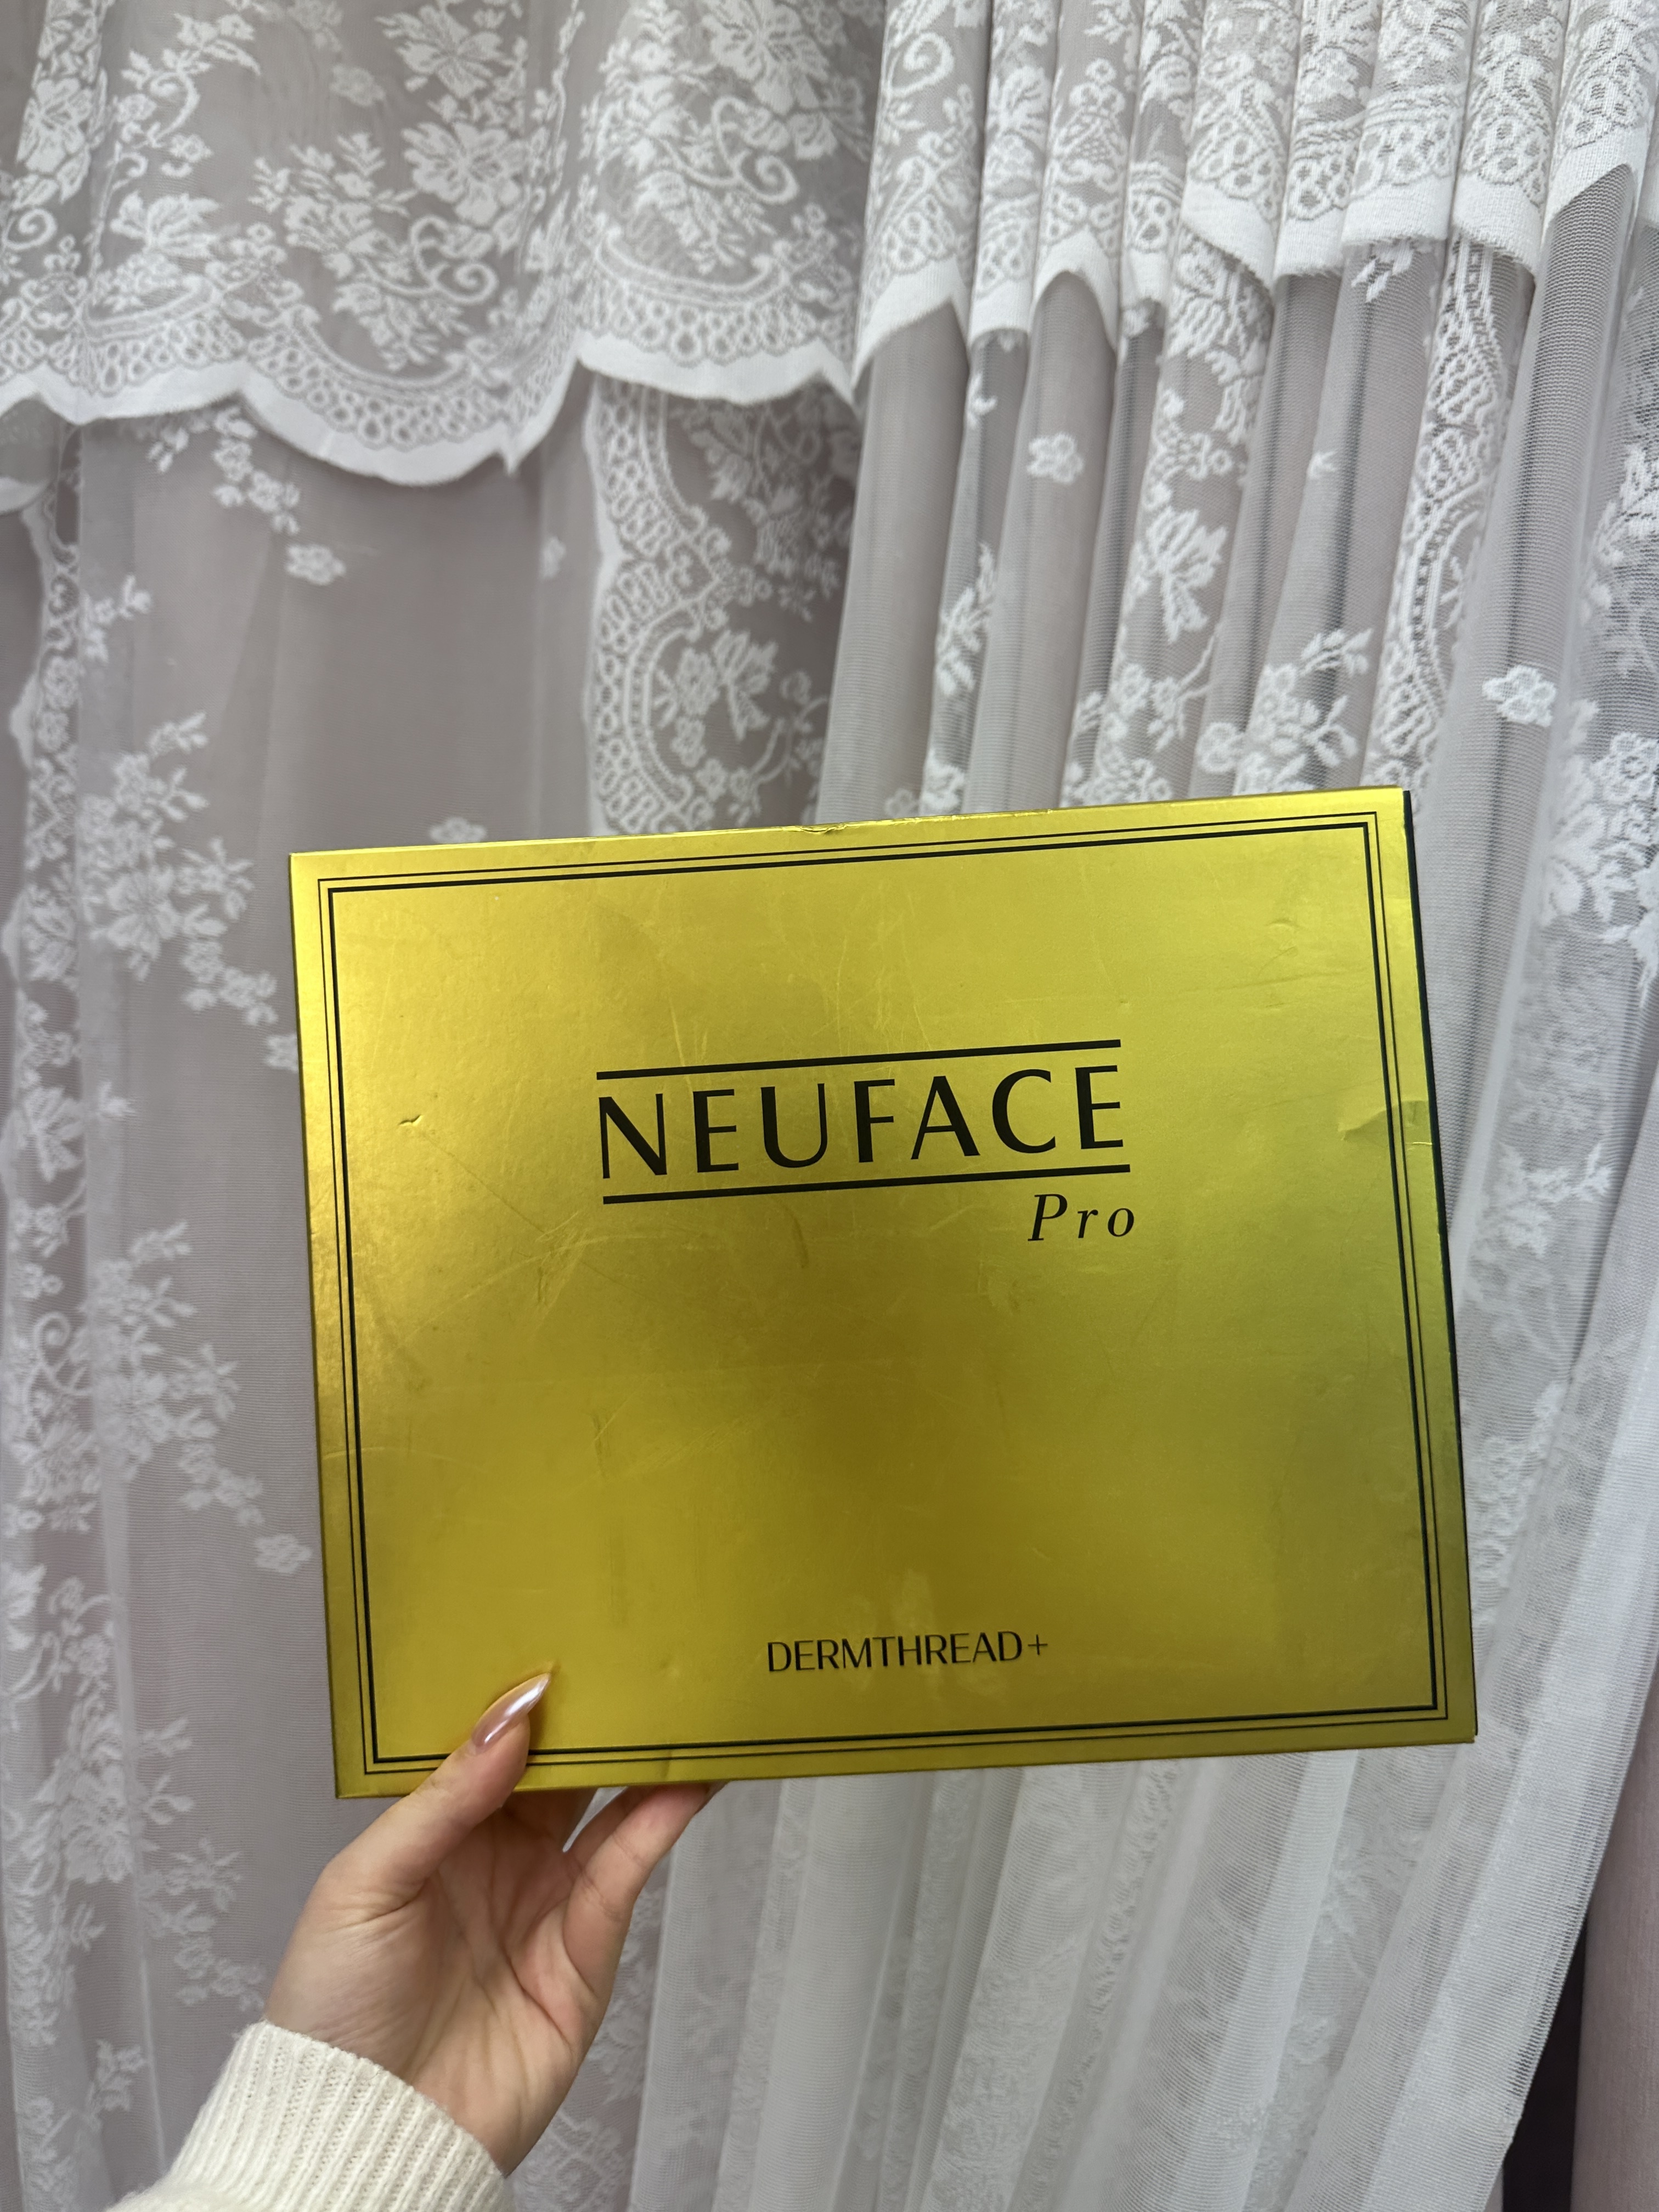 NEUFACE
Pro
DERMTHREAD+